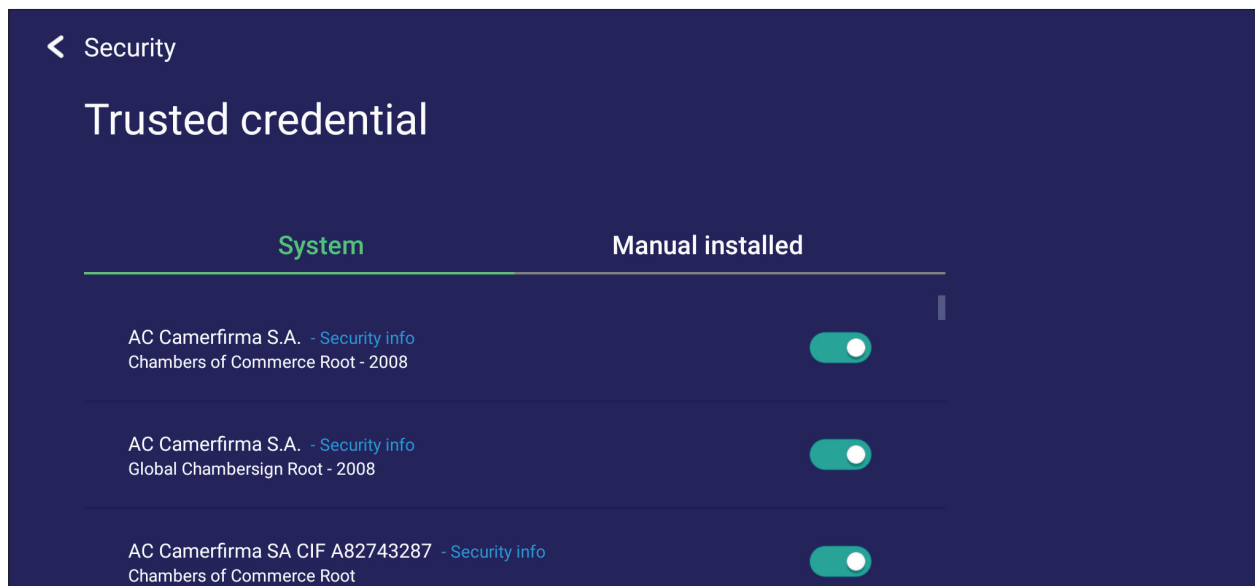 Security
Trusted credential
System
Manual installed
AC Camerfirma S.A. - Security info
Chambers of Commerce Root - 2008
AC Camerfirma S.A. - Security info
Global Chambersign Root - 2008
AC Camerfirma SA CIF A82743287 - Security info
Chambers of Commerce Root